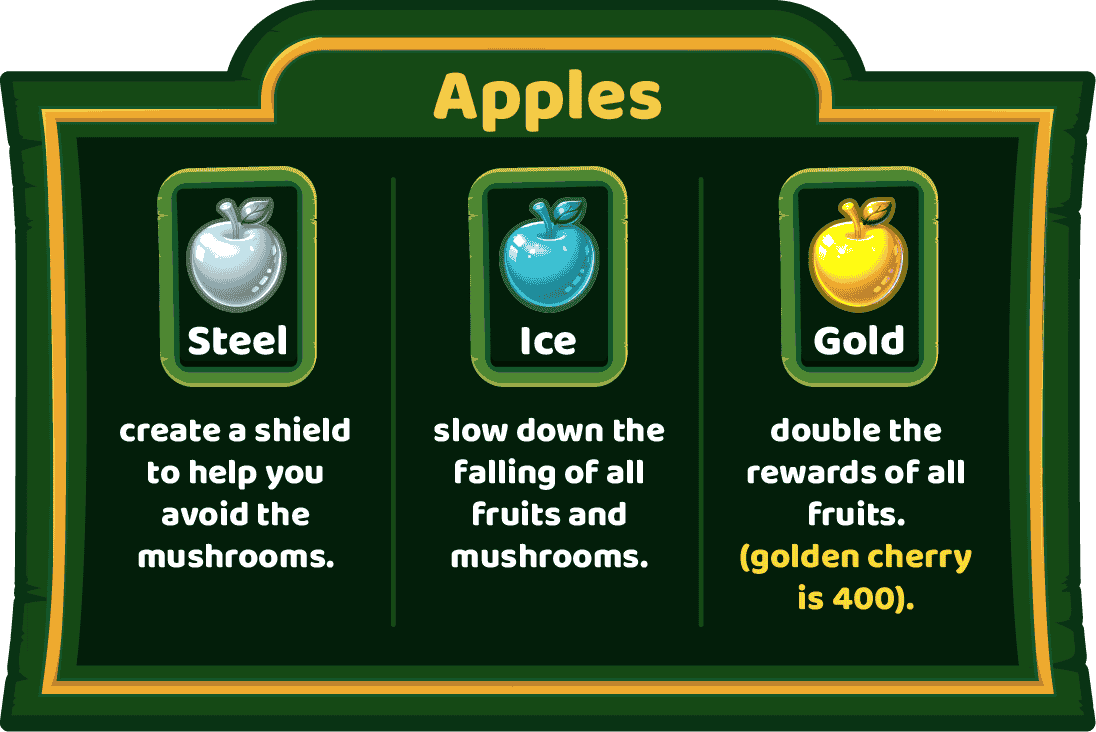 Apples
Steel
create a shield
to help you
avoid the
mushrooms.
Ice
slow down the
falling of all
fruits and
mushrooms.
Gold
double the
rewards of all
fruits.
(golden cherry
is 400).